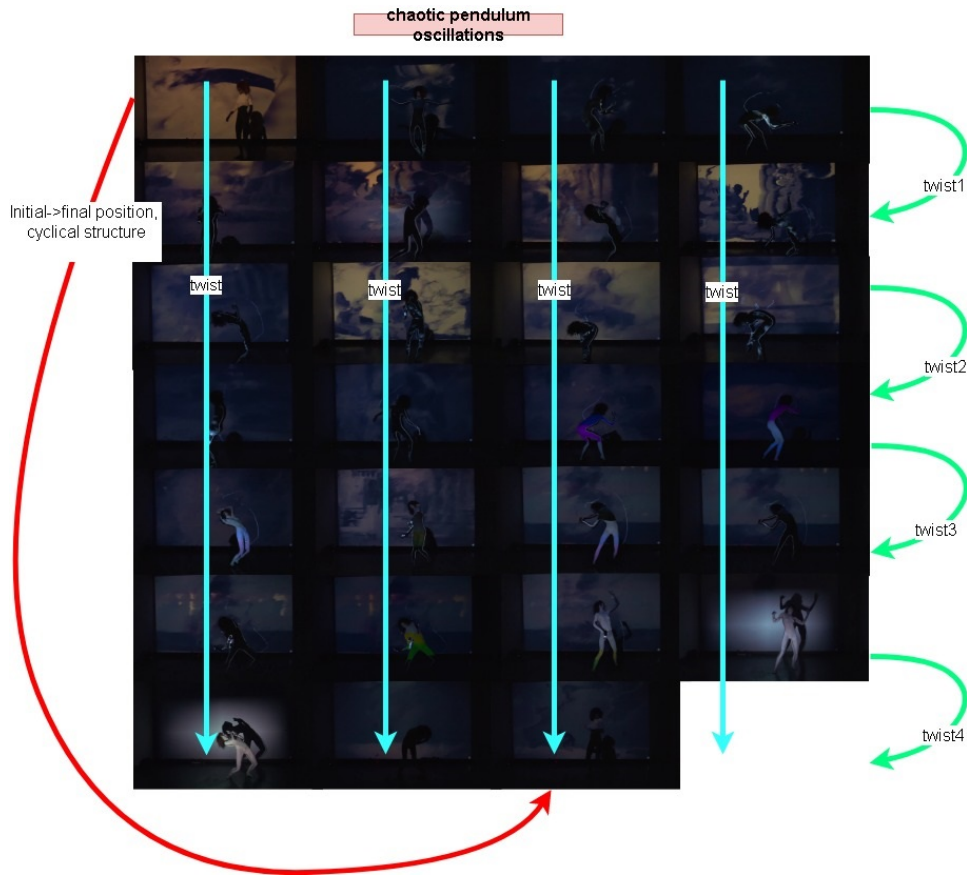 chaotic pendulum
oscillations
twist1
Initial->final position,
cyclical structure
twist
twist
twist
twist
twist2
twist3
twist4